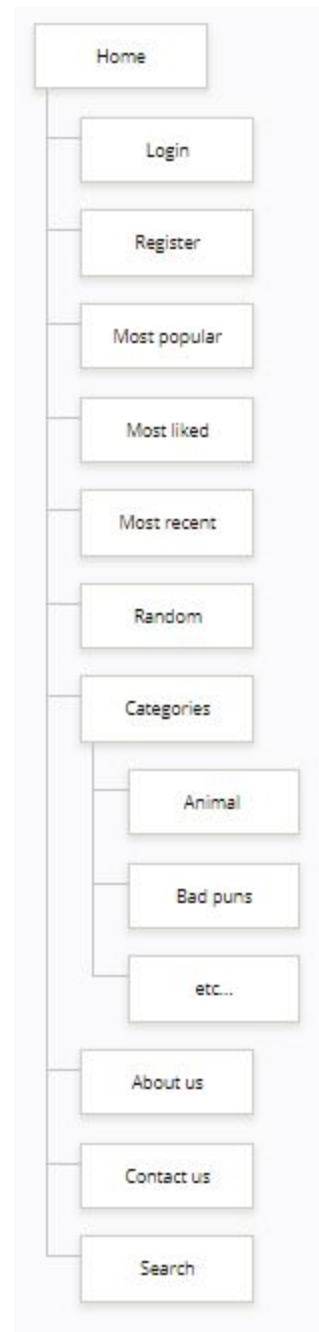 Home
Login
Register
Most popular
Most liked
Most recent
Random
Categories
Animal
Bad puns
etc...
About us
Contact us
Search